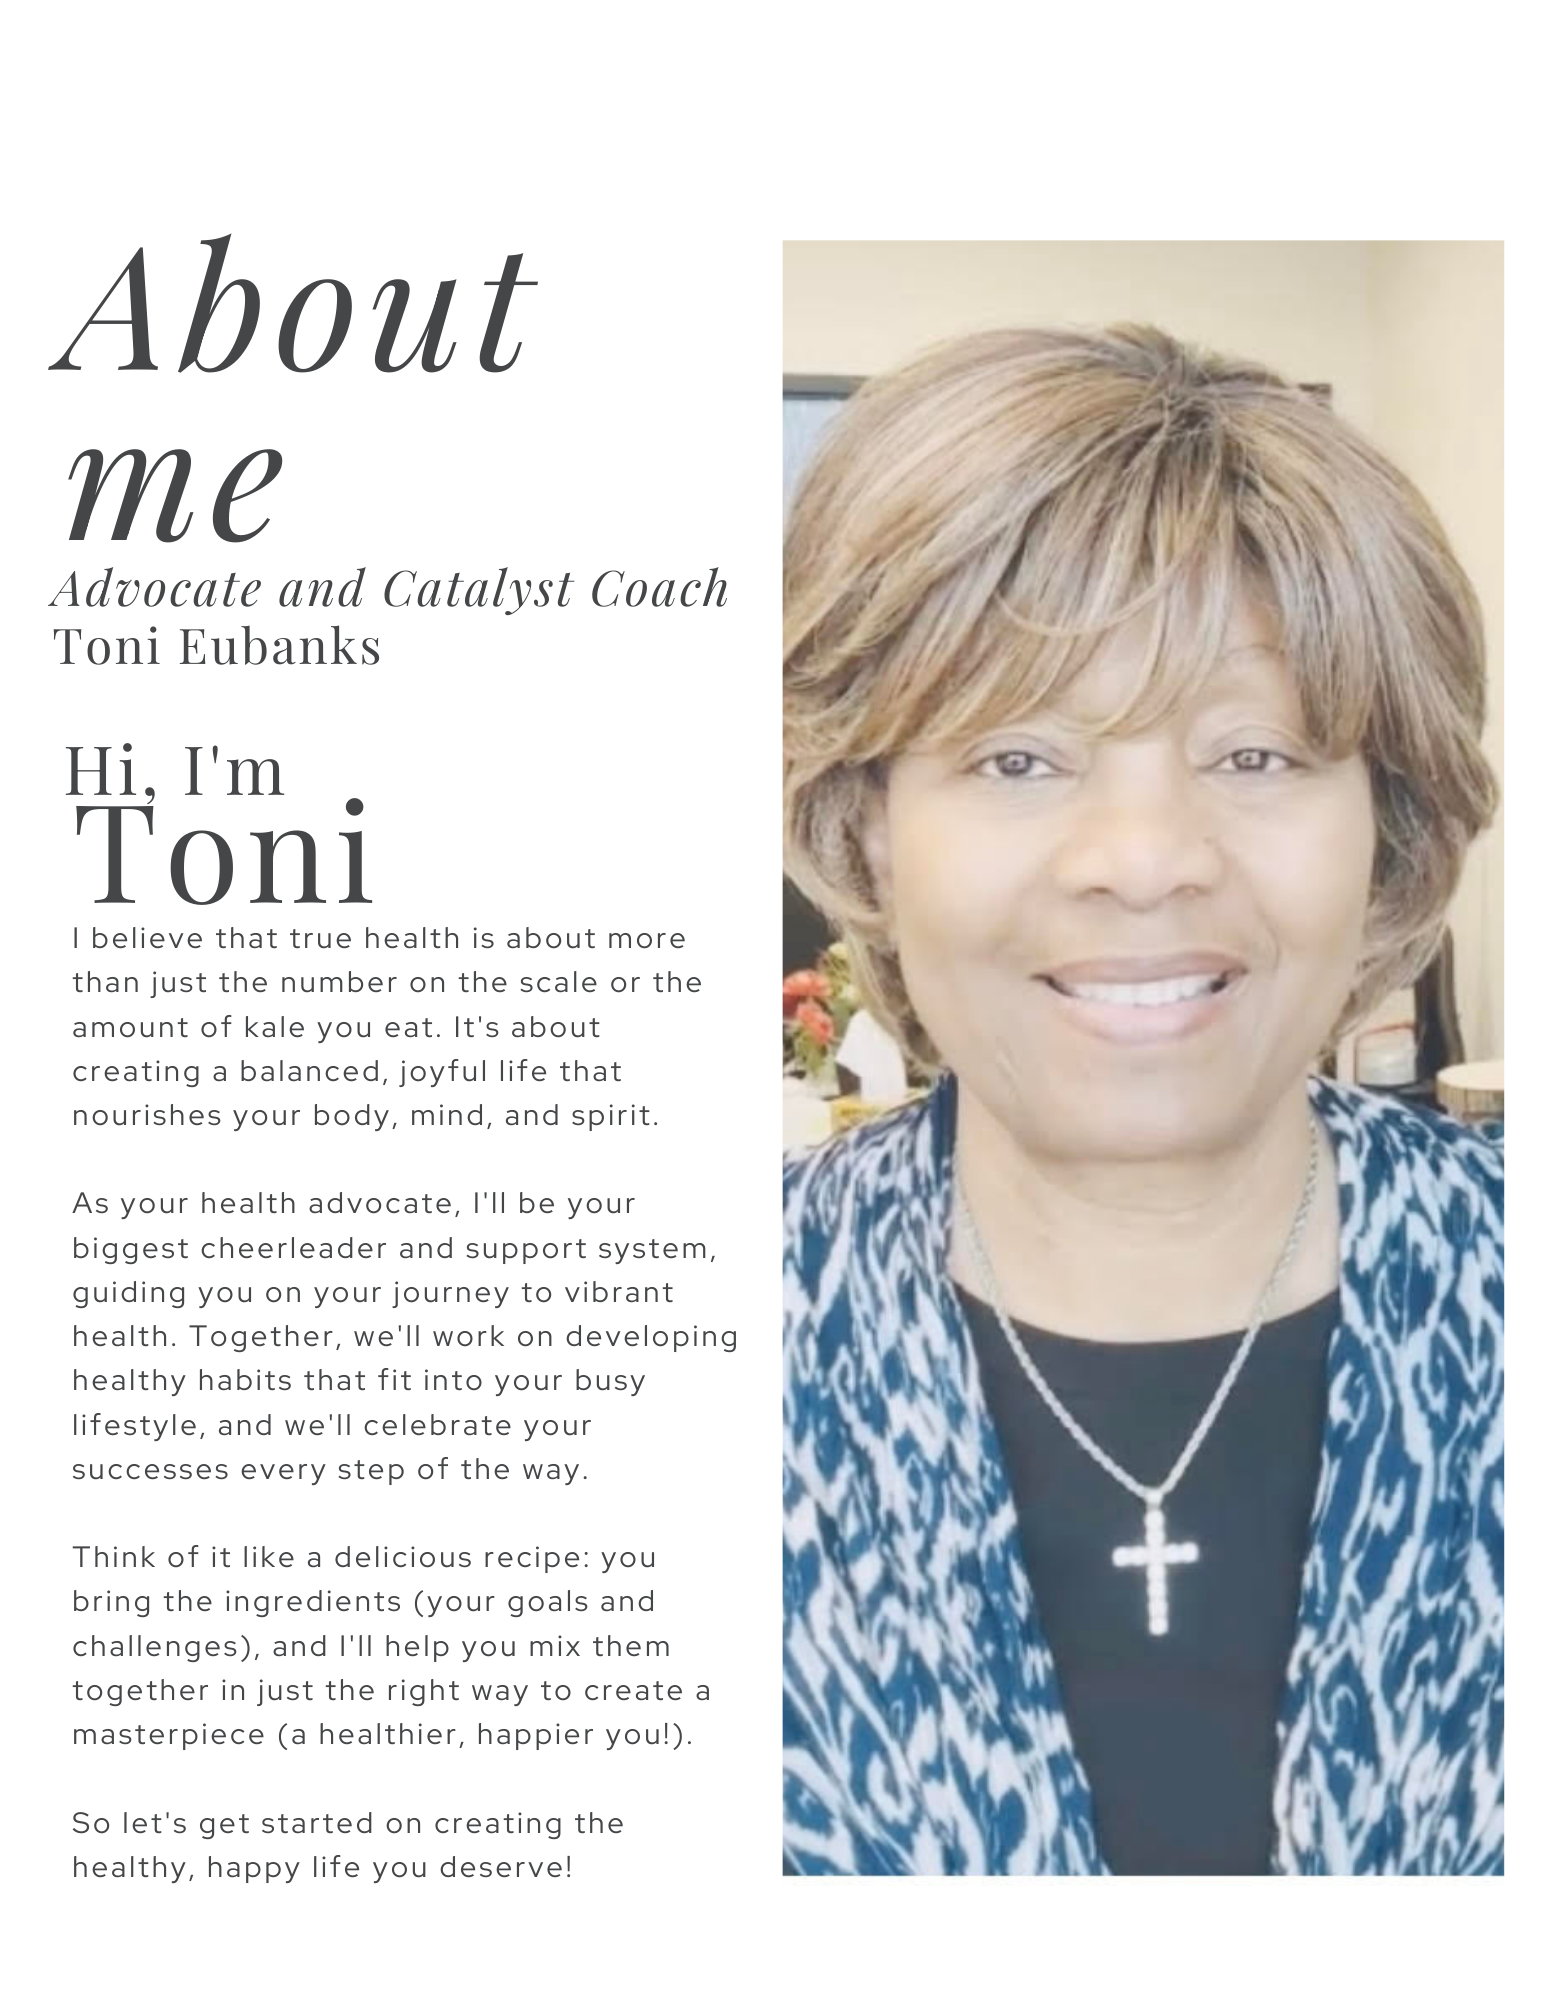 About
me
Advocate and Catalyst Coach
Toni Eubanks
Hi, I'm
Toni
I believe that true health is about more
than just the number on the scale or the
amount of kale you eat. It's about
creating a balanced, joyful life that
nourishes your body, mind, and spirit.
As your health advocate, I'll be your
biggest cheerleader and support system,
guiding you on your journey to vibrant
health. Together, we'll work on developing
healthy habits that fit into your busy
lifestyle, and we'll celebrate your
successes every step of the way.
Think of it like a delicious recipe: you
bring the ingredients (your goals and
challenges), and I'll help you mix them
together in just the right way to create a
masterpiece (a healthier, happier you!).
So let's get started on creating the
healthy, happy life you deserve!